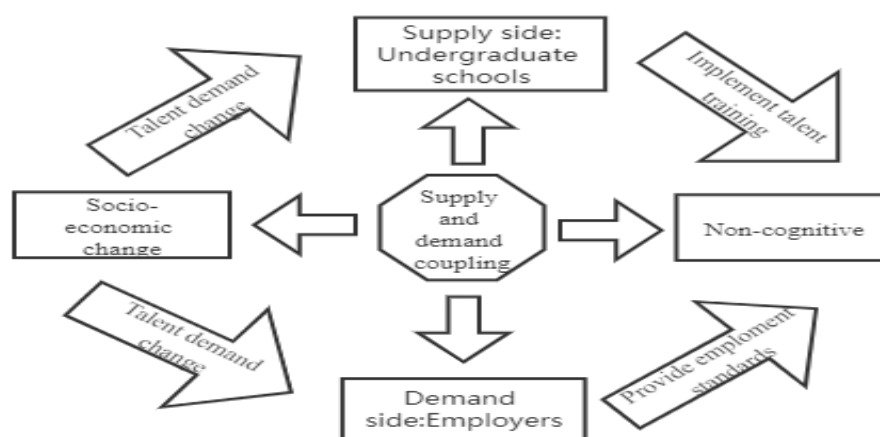 Supply side:
Undergraduate
schools
Talent demand
change
Implement talent
training
Socio-
economic
change
Supply
and
demand
coupling
Non-cognitive
Talent demand
change
Provide emploment
standards
Demand
side:Employers